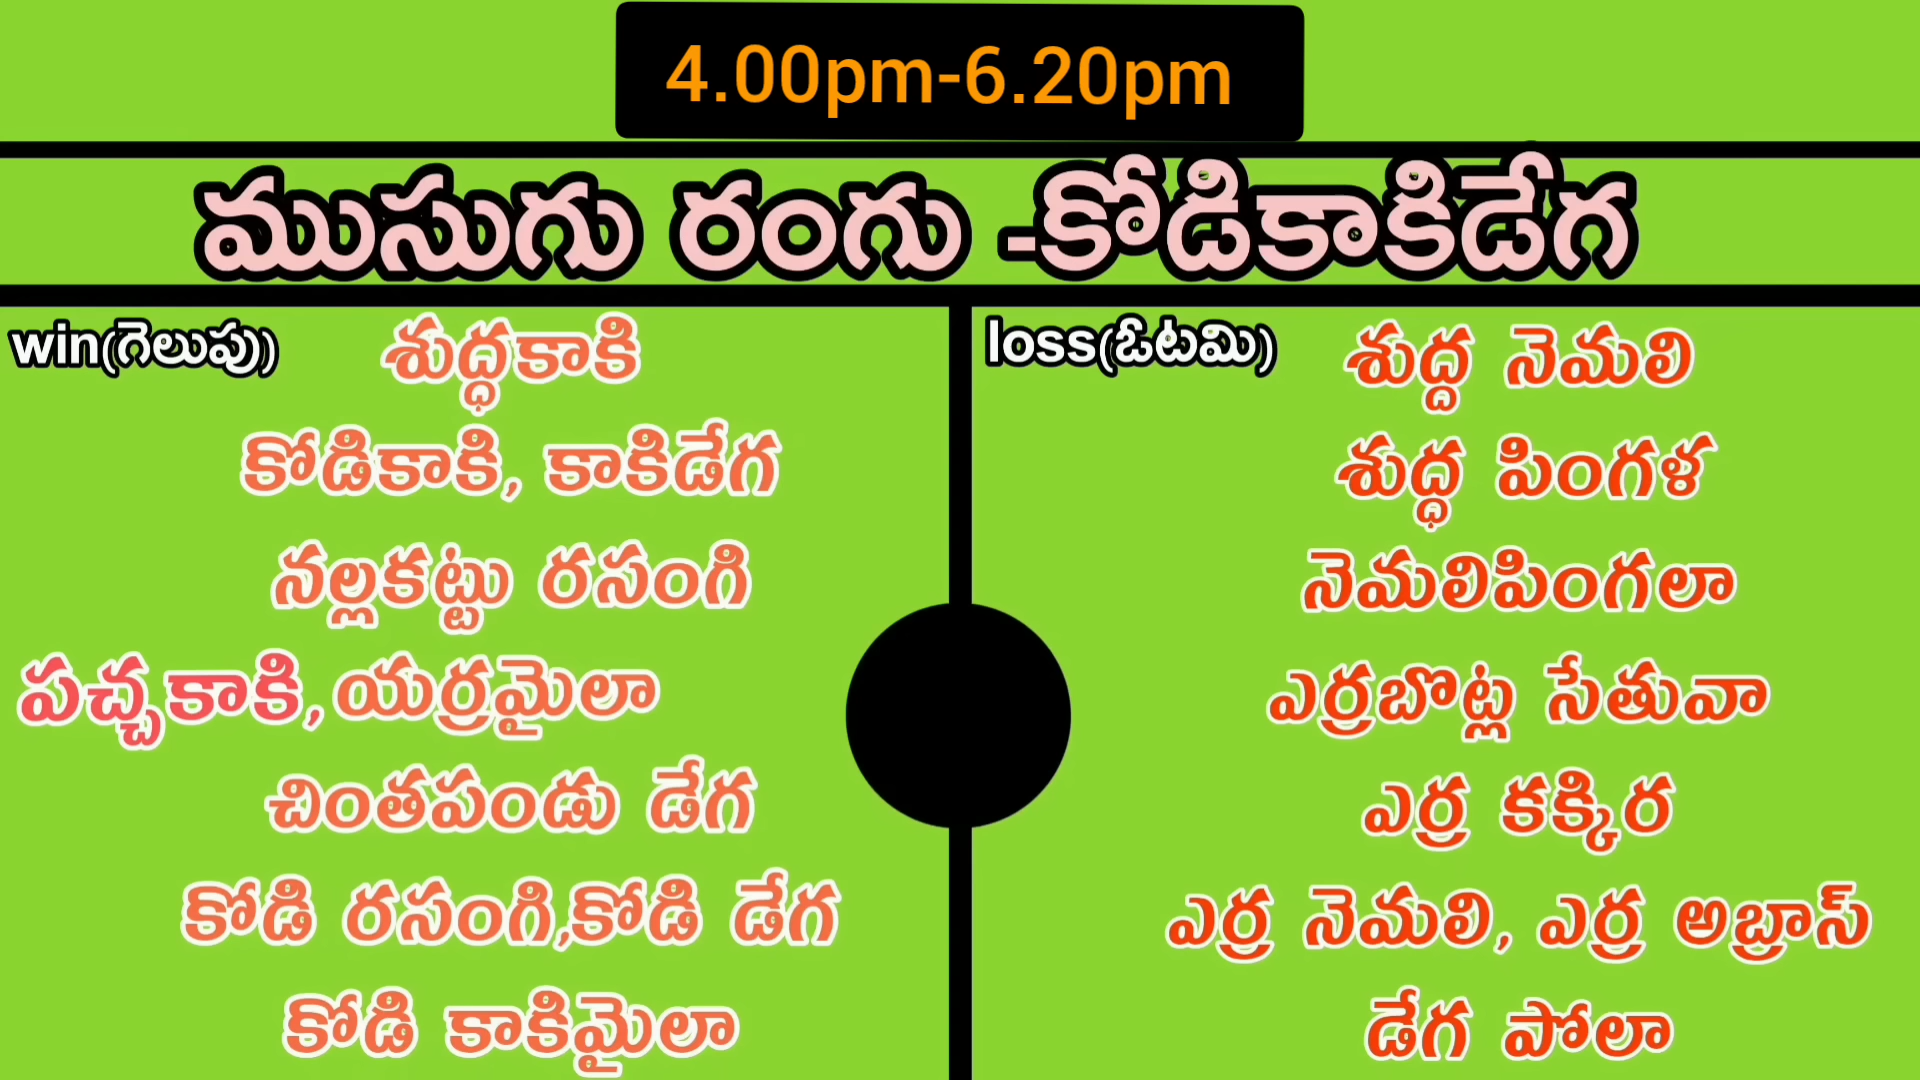 4.00pm-6.20pm
ముసుగు రంగు -కోడికాకిడేగ
win(గెలుపు)
శుద్ధకాకి
కోడికాకి, కాకిడేగ
నల్లకట్టు రసంగి
పచ్చకాకి, యర్రమైలా
చింతపండు డేగ
కోడి రసంగి,కోడి డేగ
కోడి కాకిమైలా
loss(ఓటమి)
శుద్ద నెమలి
శుద్ధ పింగళ
నెమలిపింగలా
ఎర్రబొట్ల సేతువా
ఎర్ర కక్కిర
ఎర్ర నెమలి, ఎర్ర అబ్రాస్
డేగ పోలా